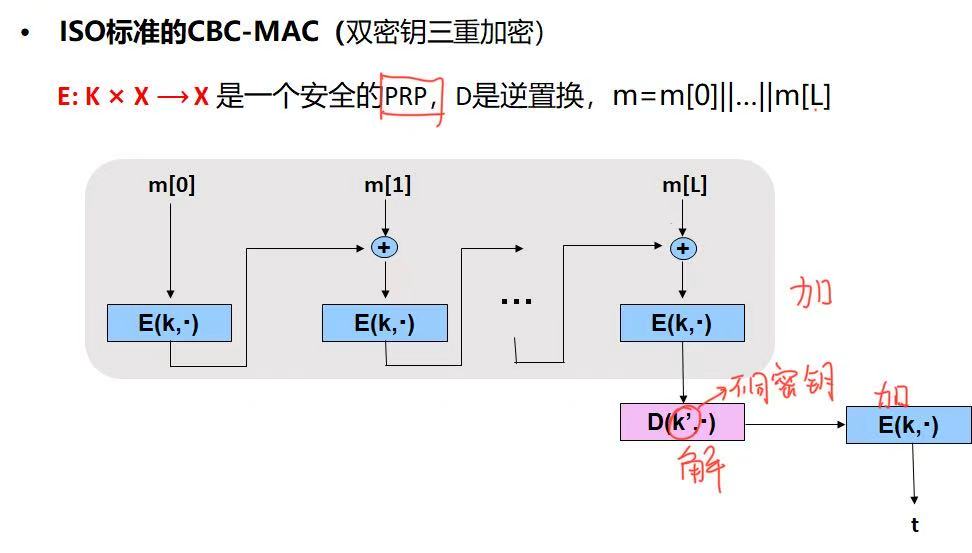 • ISO标准的CBC-MAC（双密钥三重加密）
E: K × X ⟶ X 是一个安全的PRP，D是逆置换，m=m[0]||...||m[L]
m[0] m[1] m[L]
+ +
...
E(k,·) E(k,·) E(k,·)
加
不同密钥
D(k',·)
解
加
E(k,·)
t